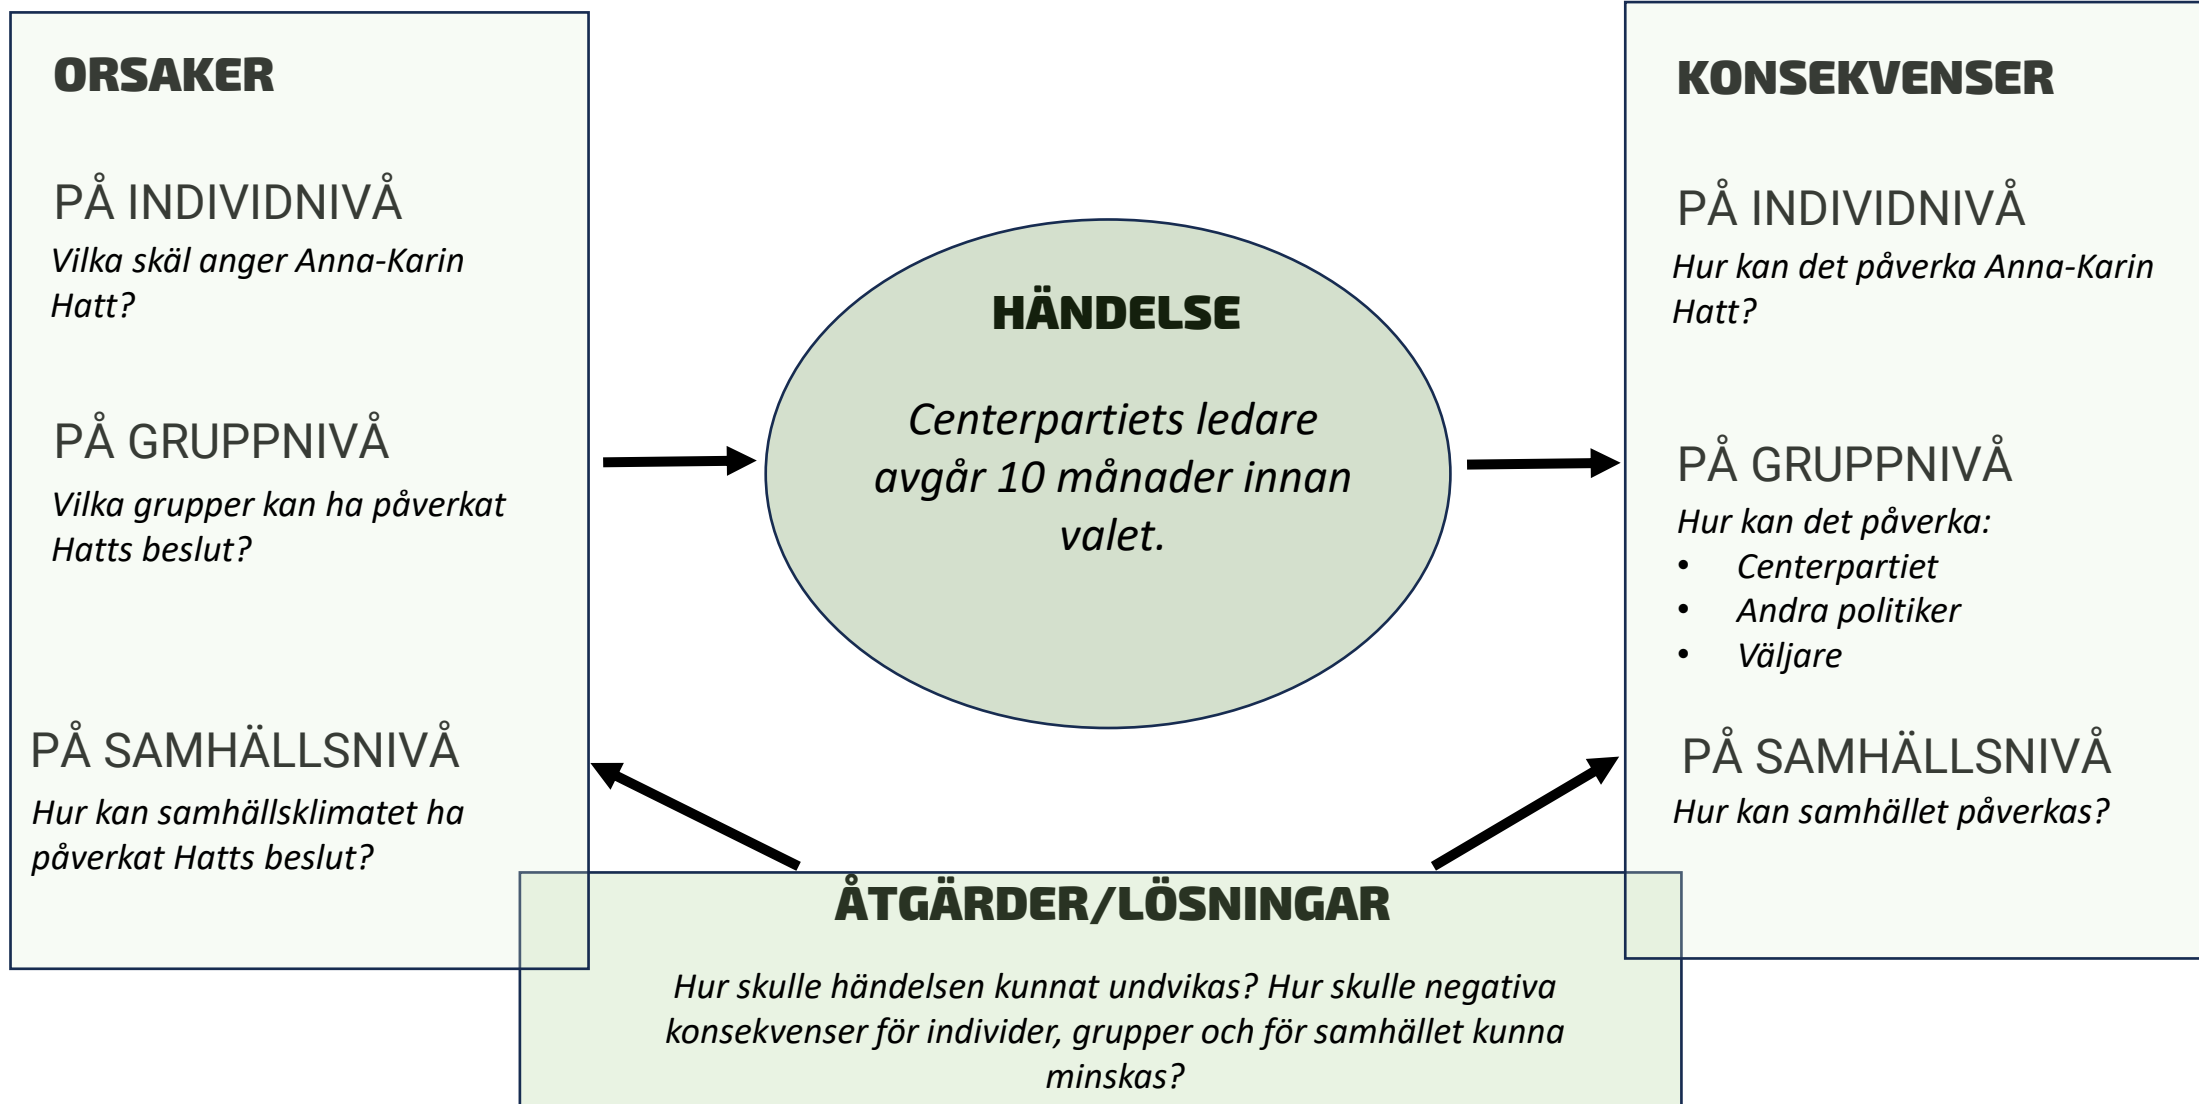 ORSAKER
PÅ INDIVIDNIVÅ
Vilka skäl anger Anna-Karin
Hatt?
PÅ GRUPPNIVÅ
Vilka grupper kan ha påverkat
Hatts beslut?
PÅ SAMHÄLLSNIVÅ
Hur kan samhällsklimatet ha
påverkat Hatts beslut?
HÄNDELSE
Centerpartiets ledare
avgår 10 månader innan
valet.
KONSEKVENSER
PÅ INDIVIDNIVÅ
Hur kan det påverka Anna-Karin
Hatt?
PÅ GRUPPNIVÅ
Hur kan det påverka:
• Centerpartiet
• Andra politiker
• Väljare
PÅ SAMHÄLLSNIVÅ
Hur kan samhället påverkas?
ÅTGÄRDER/LÖSNINGAR
Hur skulle händelsen kunnat undvikas? Hur skulle negativa
konsekvenser för individer, grupper och för samhället kunna
minskas?